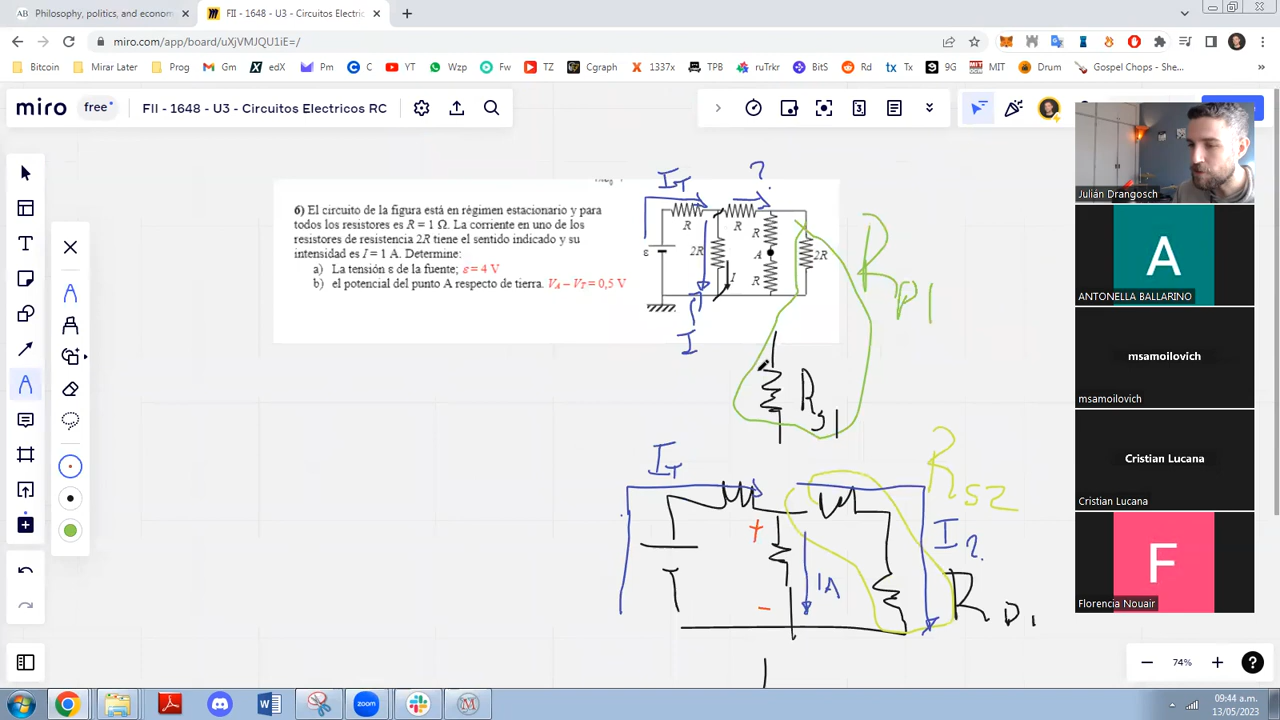 Philosophy, politics, and econom
FII - 1648 - U3 - Circuitos Electric
miro.com/app/board/uXjVMJQU1iE=/
Bitcoin
Mirar Later
Prog
Gm
edX
Pm
C
YT
Wzp
Fw
TZ
Cgraph
1337x
TPB
BitS
ruTrkr
Rd
Tx
9G
MIT
Drum
Gospel Chops - She...
miro
free
FII - 1648 - U3 - Circuitos Electricos RC
6) El circuito de la figura está en régimen estacionario y para
todos los resistores es R = 1 Ω. La corriente en uno de los
resistores de resistencia 2R tiene el sentido indicado y su
intensidad es I = 1 A. Determine:
a) La tensión ε de la fuente; ε = 4 V
b) el potencial del punto A respecto de tierra. VA – VT = 0,5 V
IT
?
R
R
R
2R
A
2R
ε
R
I
I
RP1
RS1
IT
RS2
+
I2
1A
-
RP1
Julián Drangosch
A
ANTONELLA BALLARINO
msamoilovich
msamoilovich
Cristian Lucana
Cristian Lucana
F
Florencia Nouair
74%
09:44 a.m.
13/05/2023